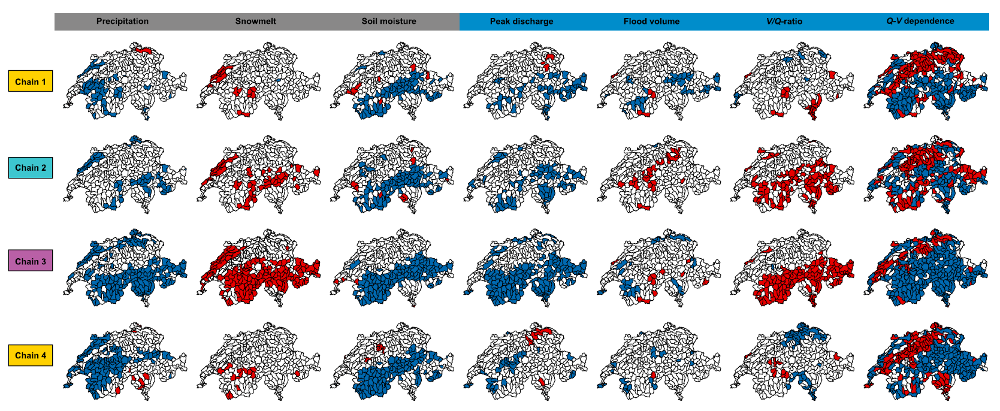 Precipitation Snowmelt Soil moisture Peak discharge Flood volume V/Q-ratio Q-V dependence
Chain 1
Chain 2
Chain 3
Chain 4